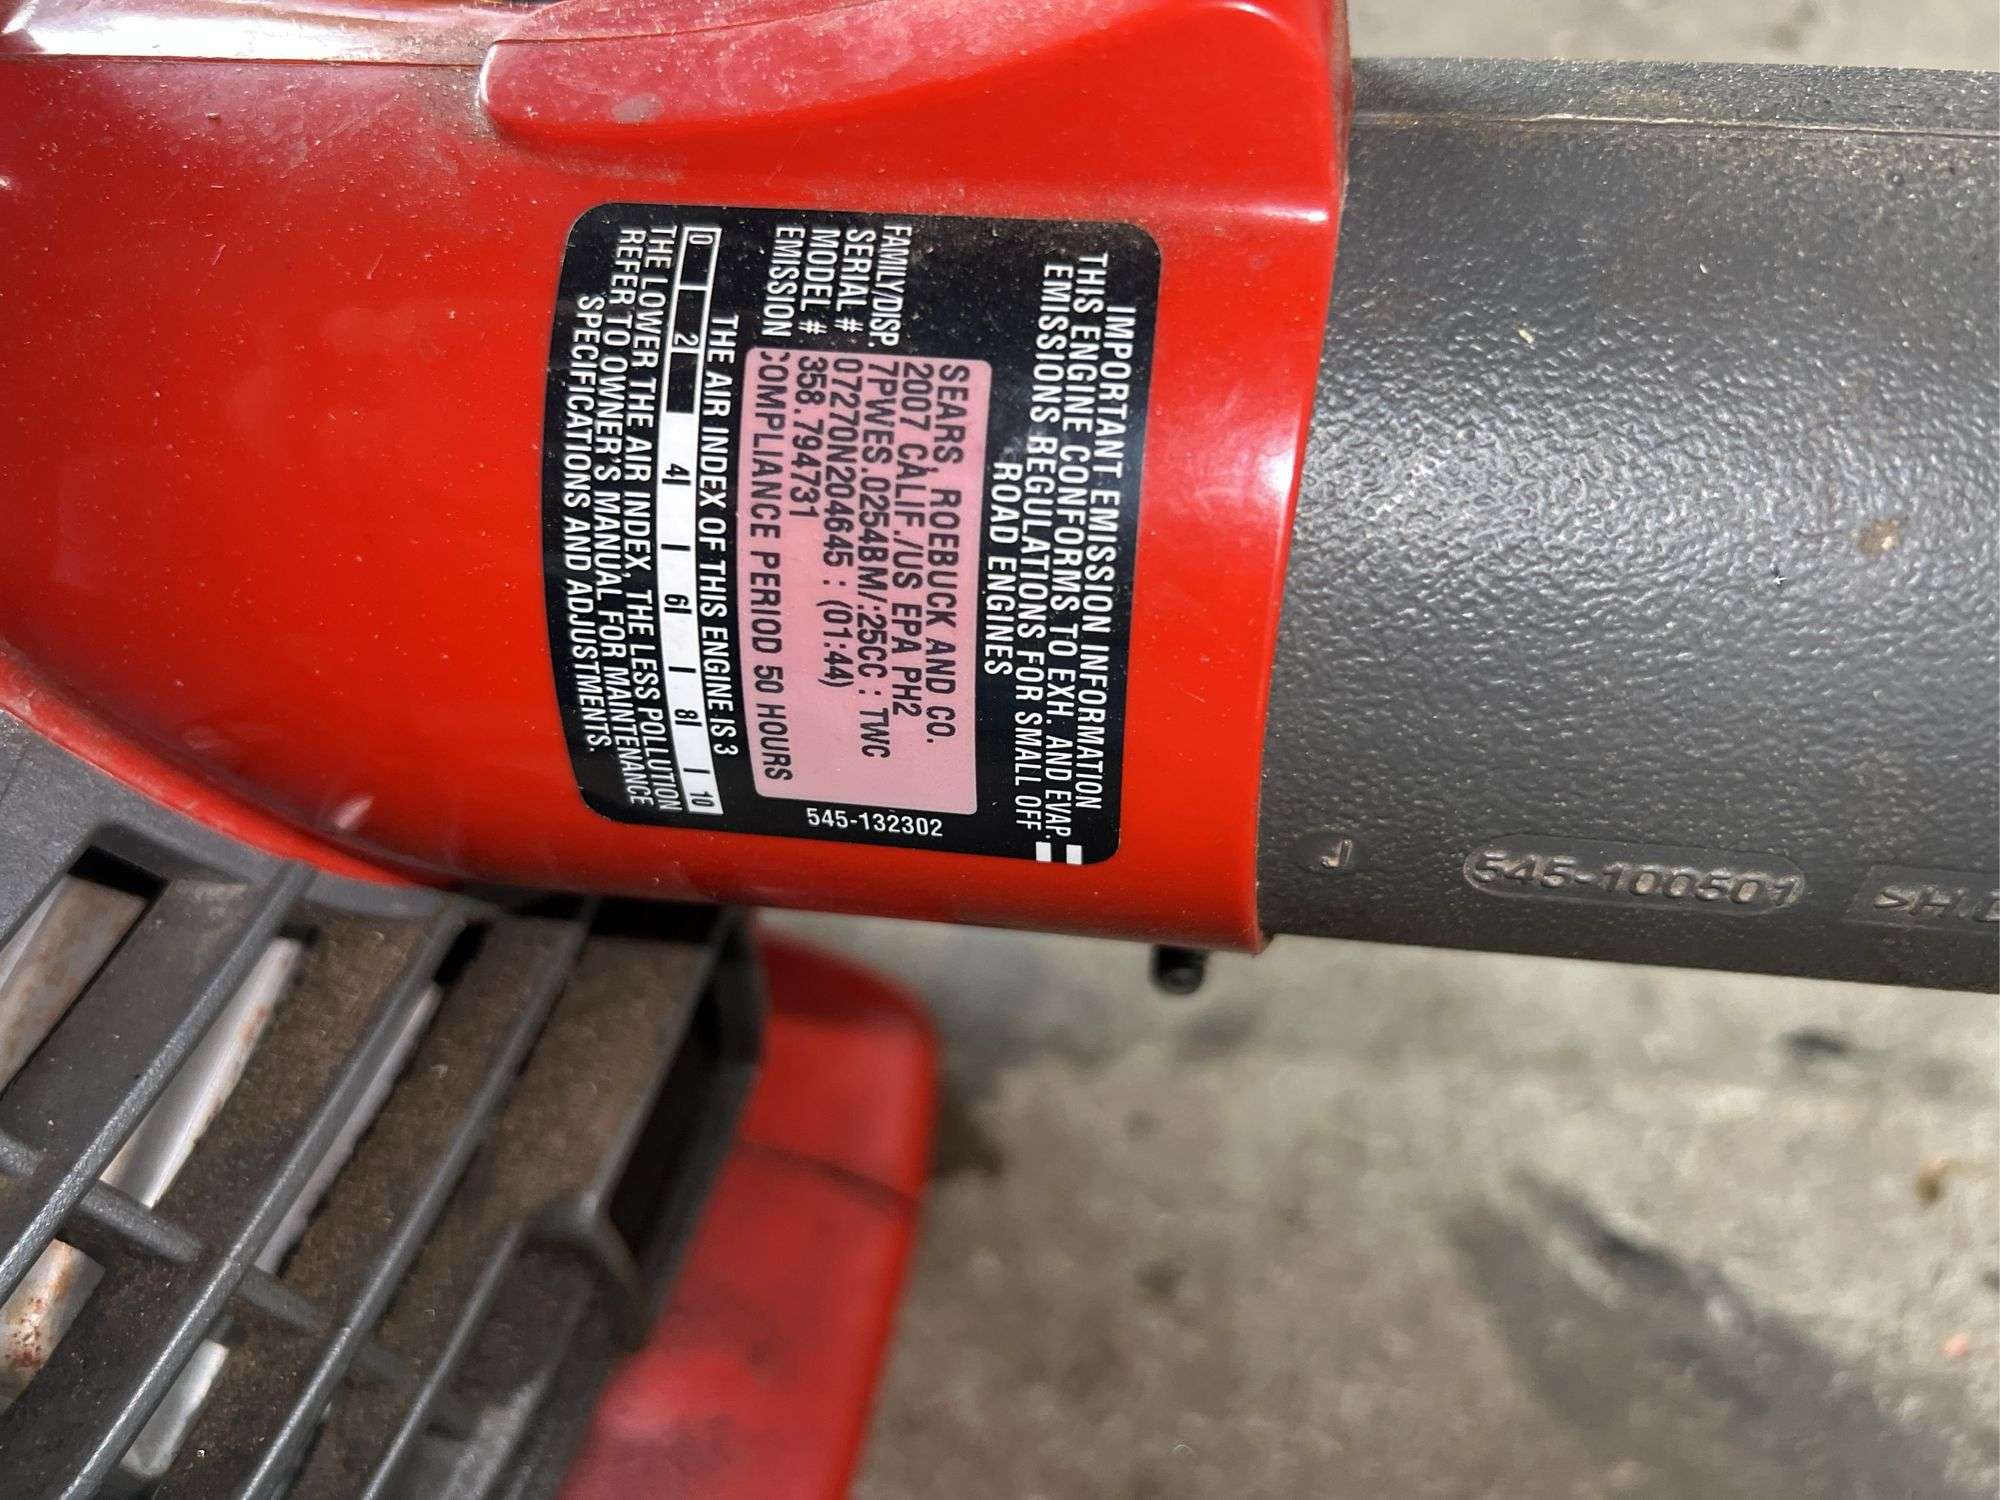 IMPORTANT EMISSION INFORMATION
THIS ENGINE CONFORMS TO EXH. AND EVAP.
EMISSIONS REGULATIONS FOR SMALL OFF
ROAD ENGINES
SEARS, ROEBUCK AND CO.
2007 CALIF./US EPA PH2
FAMILY/DISP. 7PWES.0254BM/:25CC : TWC
SERIAL # 07270N204645 : (01:44)
MODEL # 358.794731
EMISSION COMPLIANCE PERIOD 50 HOURS
545-132302
THE AIR INDEX OF THIS ENGINE IS 3
0 2 4 6 8 10
THE LOWER THE AIR INDEX, THE LESS POLLUTION
REFER TO OWNER'S MANUAL FOR MAINTENANCE
SPECIFICATIONS AND ADJUSTMENTS.
J 545-100501